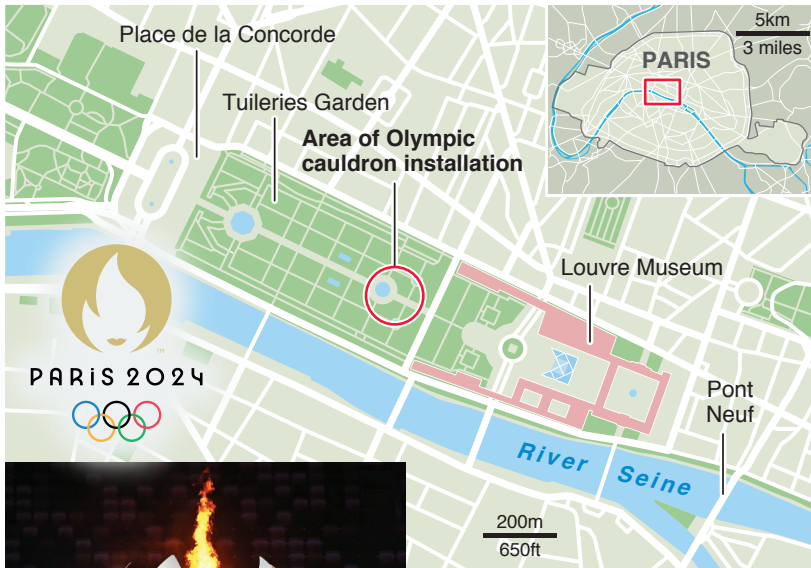 Place de la Concorde
Tuileries Garden
Area of Olympic
cauldron installation
5km
3 miles
PARIS
Louvre Museum
Pont
Neuf
River Seine
200m
650ft
TM
PARiS 2024